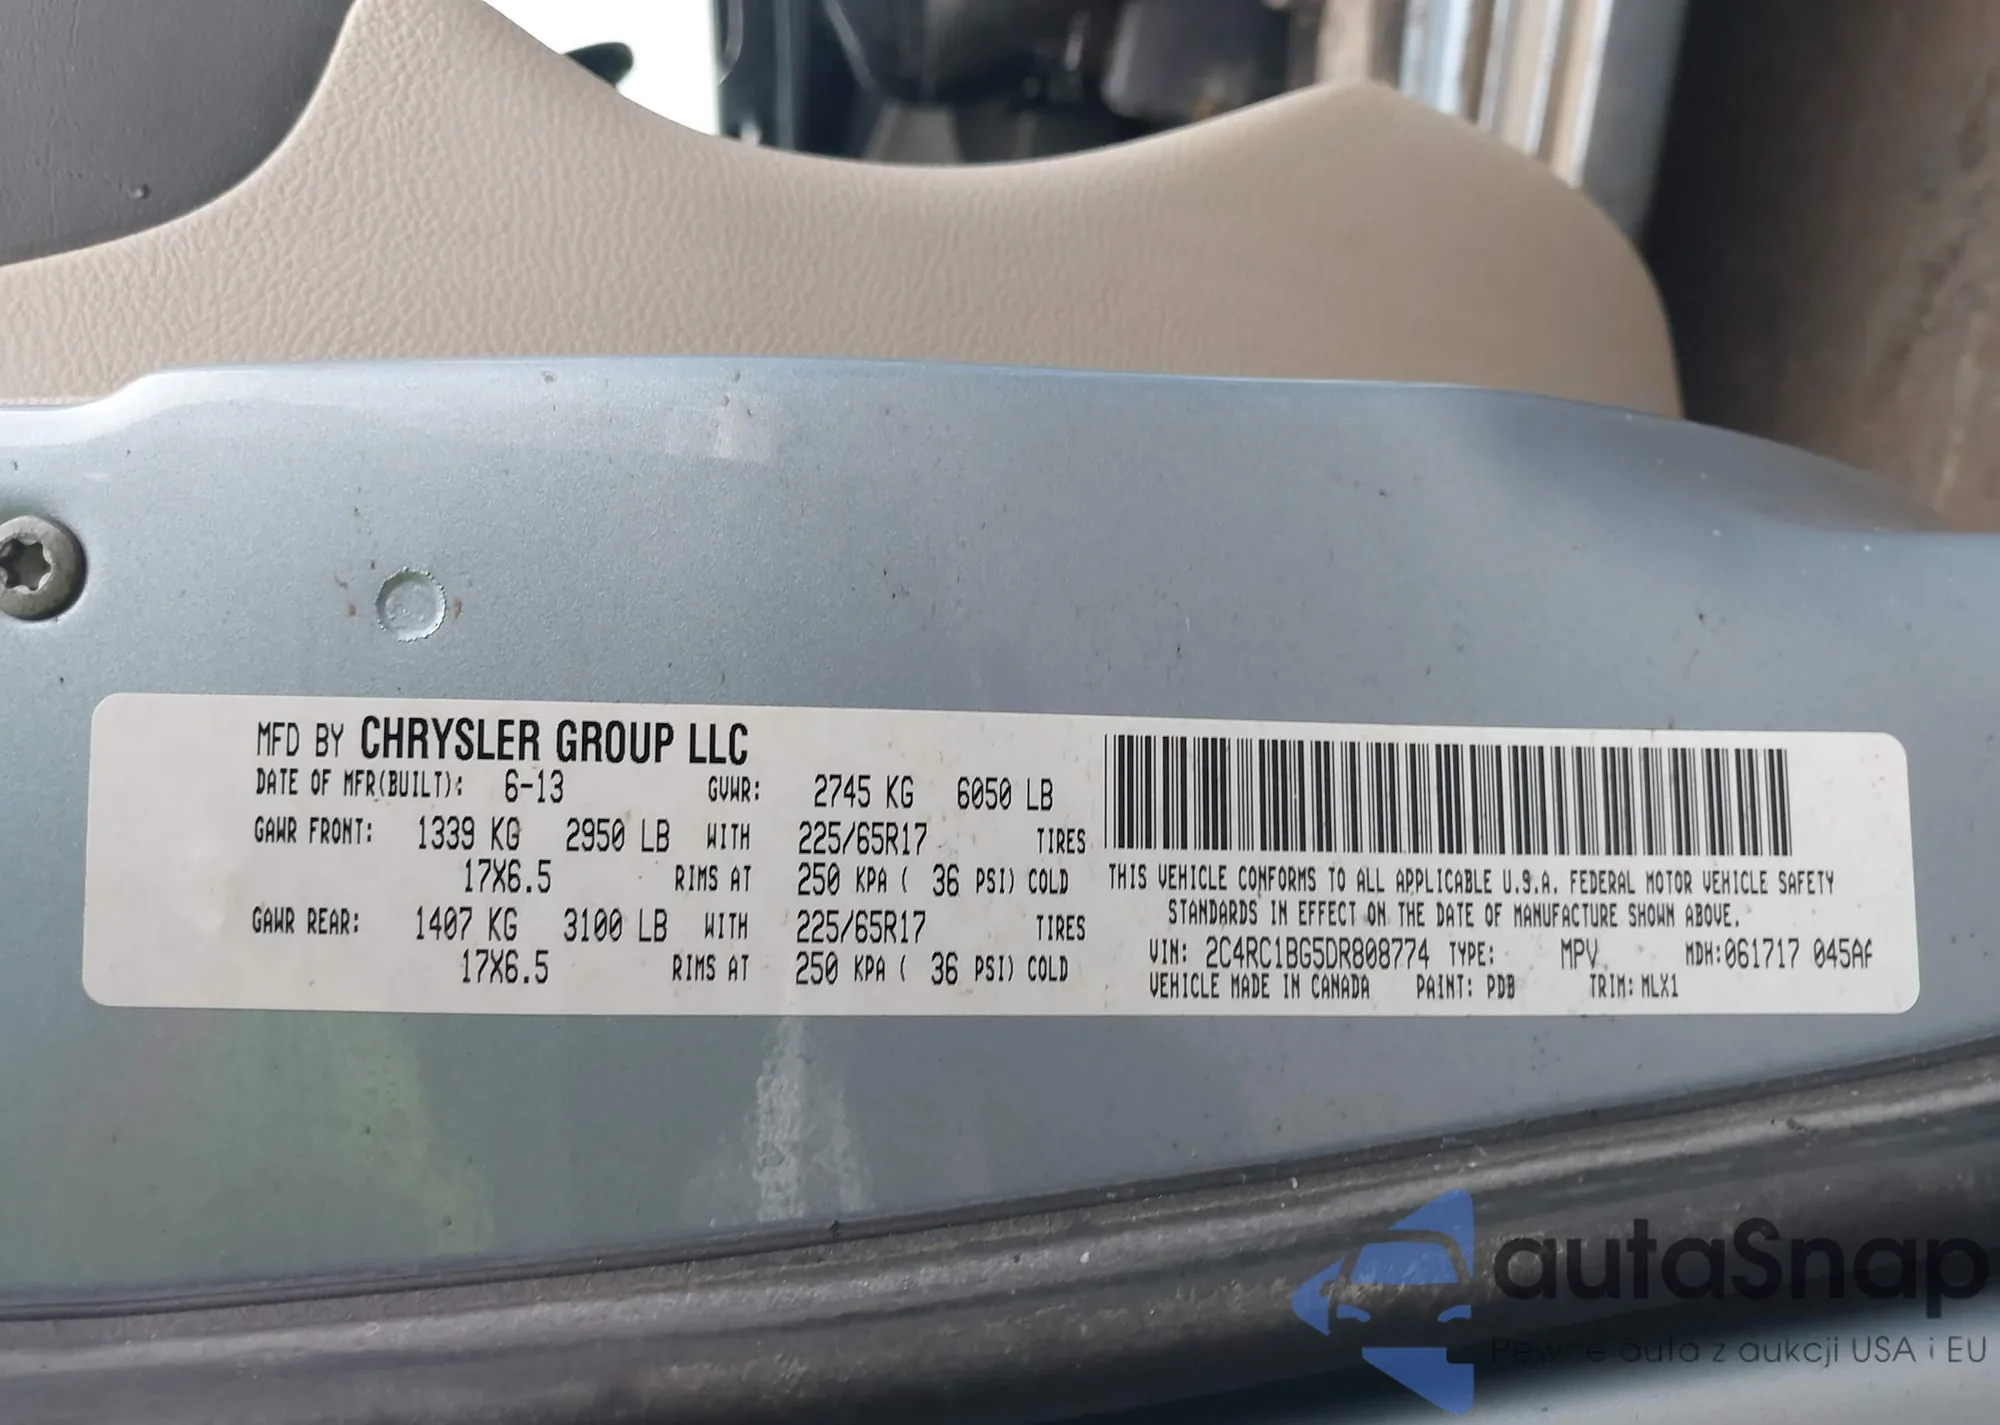 MFD BY CHRYSLER GROUP LLC
DATE OF MFR(BUILT): 6-13 GVWR: 2745 KG 6050 LB
GAWR FRONT: 1339 KG 2950 LB WITH 225/65R17 TIRES
17X6.5 RIMS AT 250 KPA ( 36 PSI) COLD
GAWR REAR: 1407 KG 3100 LB WITH 225/65R17 TIRES
17X6.5 RIMS AT 250 KPA ( 36 PSI) COLD
THIS VEHICLE CONFORMS TO ALL APPLICABLE U.S.A. FEDERAL MOTOR VEHICLE SAFETY
STANDARDS IN EFFECT ON THE DATE OF MANUFACTURE SHOWN ABOVE.
VIN: 2C4RC1BG5DR808774 TYPE: MPV MDH:061717 045AA
VEHICLE MADE IN CANADA PAINT: PDB TRIM: MLX1
autaSnap
Pewne auta z aukcji USA i EU